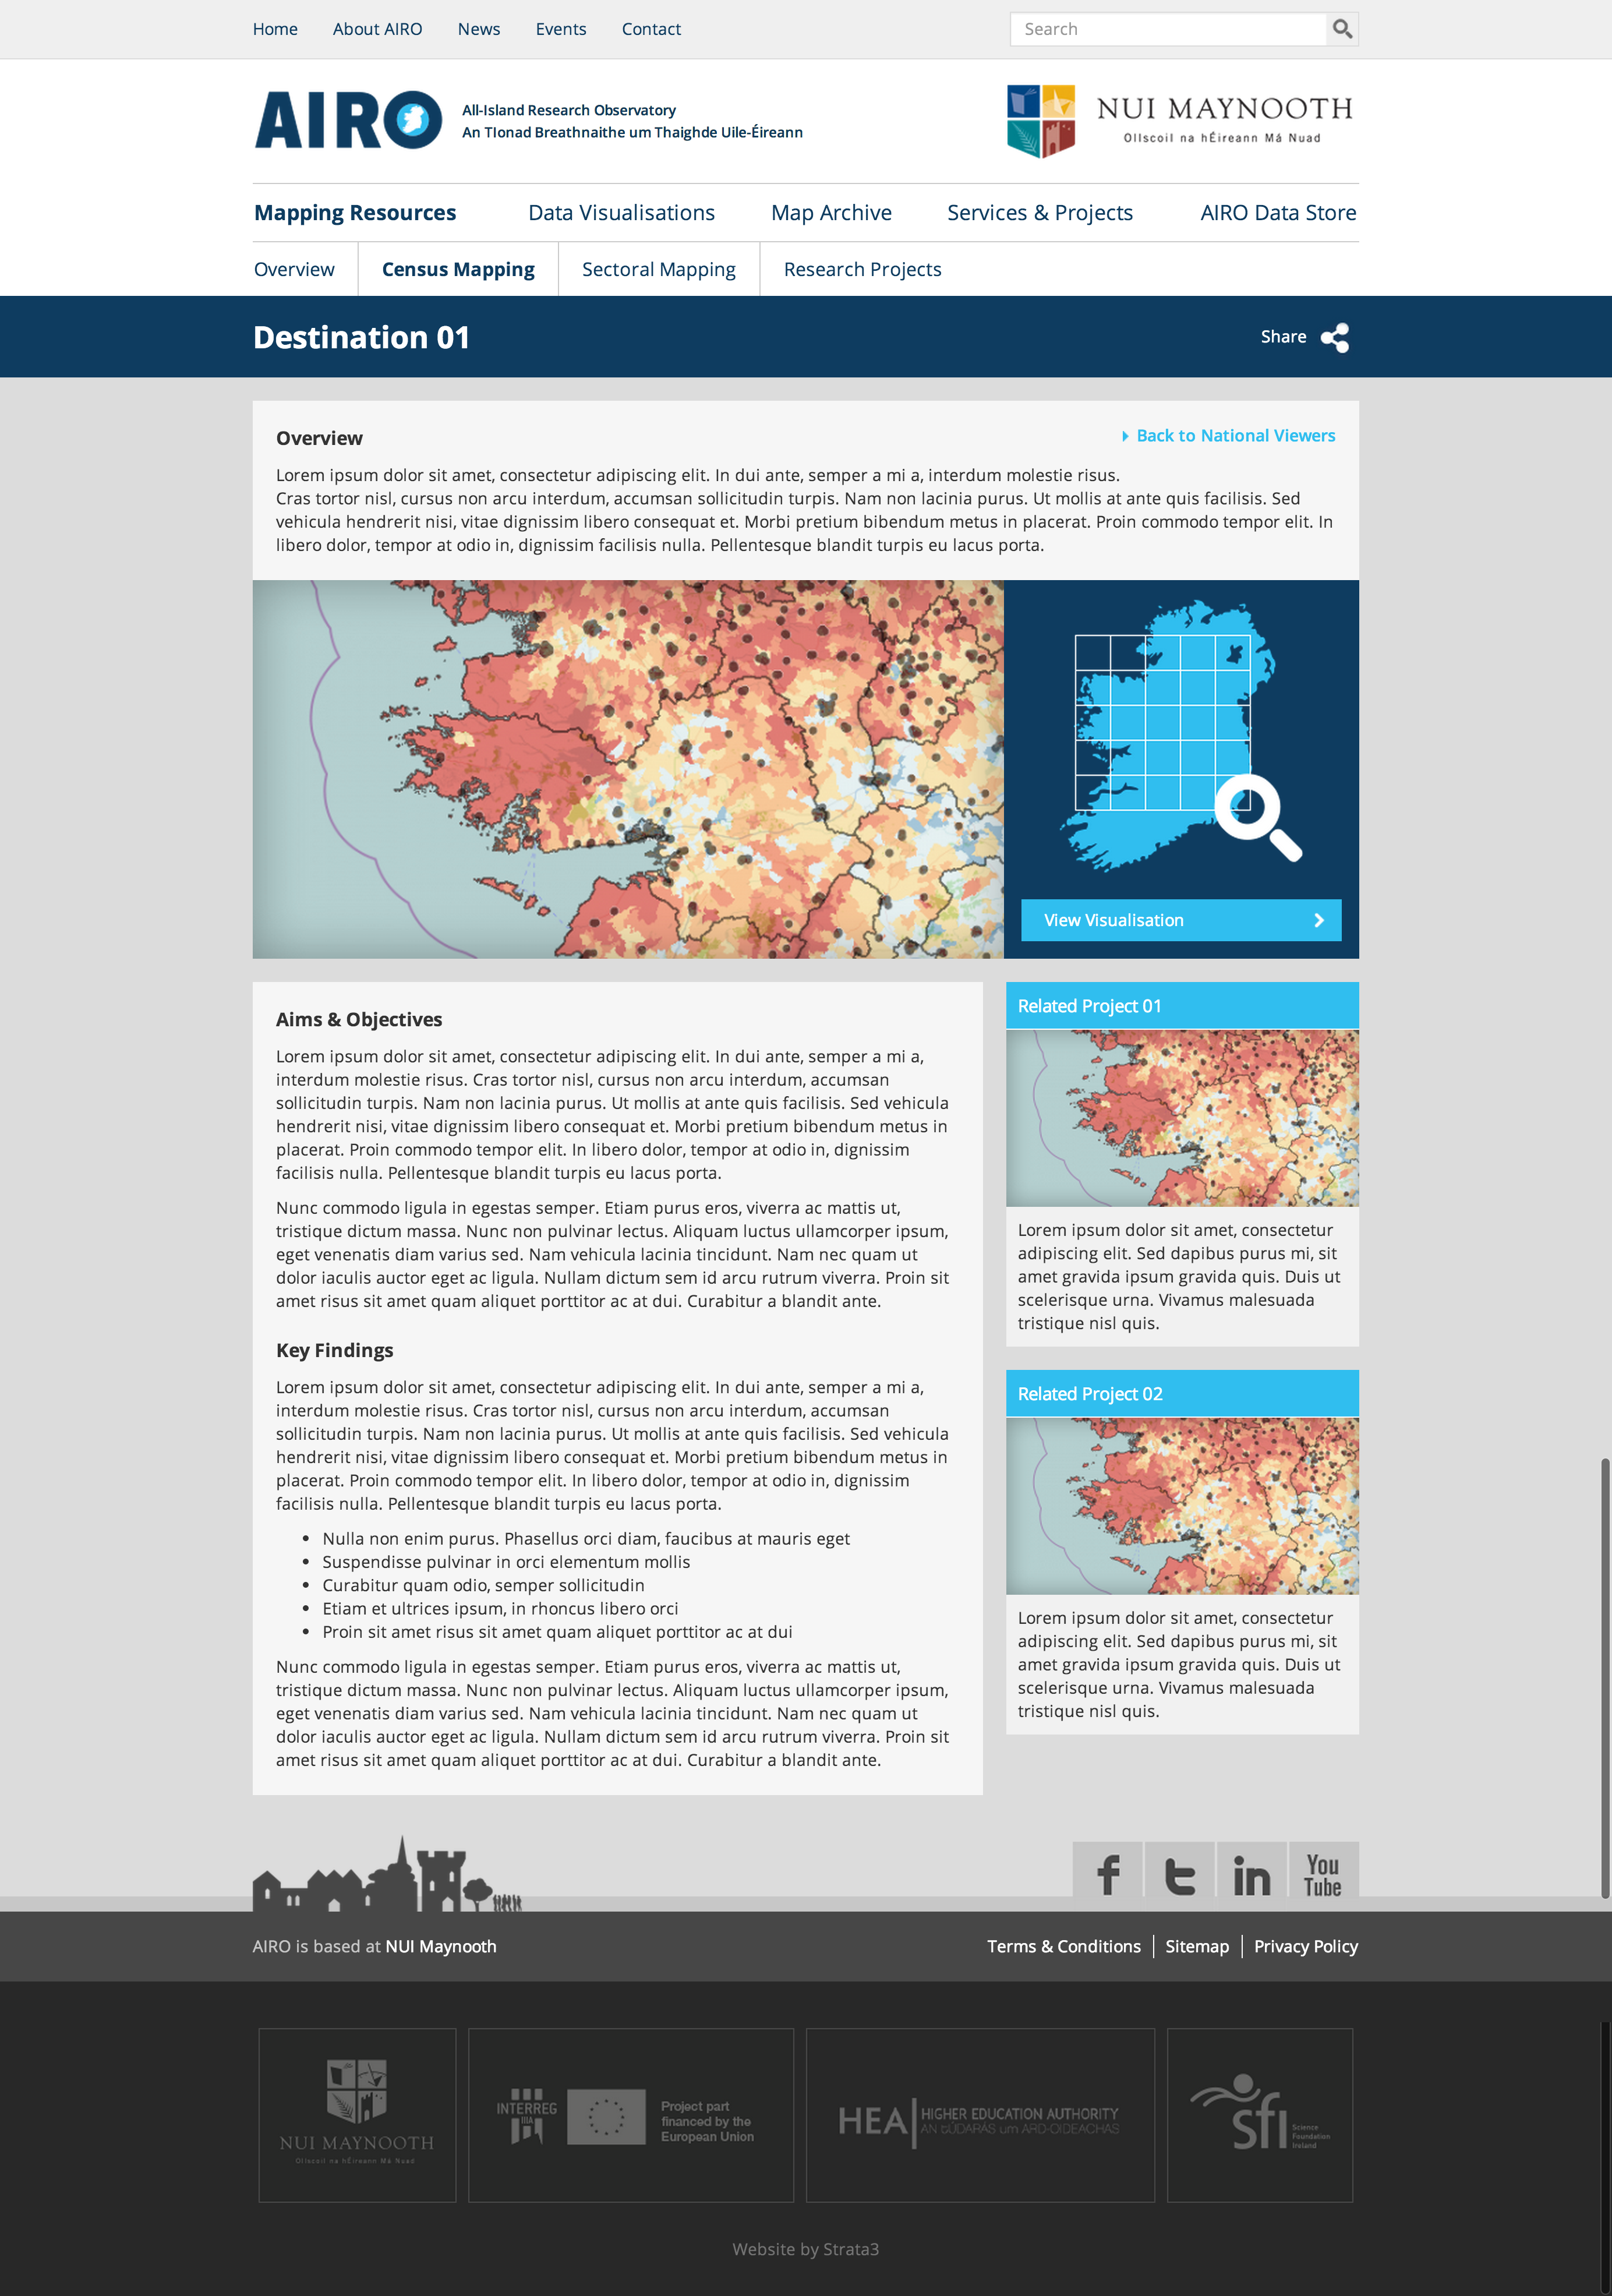 Home About AIRO News Events Contact Search
AIRO
All-Island Research Observatory
An TIonad Breathnaithe um Thaighde Uile-Éireann
NUI MAYNOOTH
Ollscoil na hÉireann Má Nuad
Mapping Resources Data Visualisations Map Archive Services & Projects AIRO Data Store
Overview Census Mapping Sectoral Mapping Research Projects
Destination 01
Share
Overview
Back to National Viewers
Lorem ipsum dolor sit amet, consectetur adipiscing elit. In dui ante, semper a mi a, interdum molestie risus.
Cras tortor nisl, cursus non arcu interdum, accumsan sollicitudin turpis. Nam non lacinia purus. Ut mollis at ante quis facilisis. Sed
vehicula hendrerit nisi, vitae dignissim libero consequat et. Morbi pretium bibendum metus in placerat. Proin commodo tempor elit. In
libero dolor, tempor at odio in, dignissim facilisis nulla. Pellentesque blandit turpis eu lacus porta.
View Visualisation
Aims & Objectives
Lorem ipsum dolor sit amet, consectetur adipiscing elit. In dui ante, semper a mi a,
interdum molestie risus. Cras tortor nisl, cursus non arcu interdum, accumsan
sollicitudin turpis. Nam non lacinia purus. Ut mollis at ante quis facilisis. Sed vehicula
hendrerit nisi, vitae dignissim libero consequat et. Morbi pretium bibendum metus in
placerat. Proin commodo tempor elit. In libero dolor, tempor at odio in, dignissim
facilisis nulla. Pellentesque blandit turpis eu lacus porta.
Nunc commodo ligula in egestas semper. Etiam purus eros, viverra ac mattis ut,
tristique dictum massa. Nunc non pulvinar lectus. Aliquam luctus ullamcorper ipsum,
eget venenatis diam varius sed. Nam vehicula lacinia tincidunt. Nam nec quam ut
dolor iaculis auctor eget ac ligula. Nullam dictum sem id arcu rutrum viverra. Proin sit
amet risus sit amet quam aliquet porttitor ac at dui. Curabitur a blandit ante.
Key Findings
Lorem ipsum dolor sit amet, consectetur adipiscing elit. In dui ante, semper a mi a,
interdum molestie risus. Cras tortor nisl, cursus non arcu interdum, accumsan
sollicitudin turpis. Nam non lacinia purus. Ut mollis at ante quis facilisis. Sed vehicula
hendrerit nisi, vitae dignissim libero consequat et. Morbi pretium bibendum metus in
placerat. Proin commodo tempor elit. In libero dolor, tempor at odio in, dignissim
facilisis nulla. Pellentesque blandit turpis eu lacus porta.
• Nulla non enim purus. Phasellus orci diam, faucibus at mauris eget
• Suspendisse pulvinar in orci elementum mollis
• Curabitur quam odio, semper sollicitudin
• Etiam et ultrices ipsum, in rhoncus libero orci
• Proin sit amet risus sit amet quam aliquet porttitor ac at dui
Nunc commodo ligula in egestas semper. Etiam purus eros, viverra ac mattis ut,
tristique dictum massa. Nunc non pulvinar lectus. Aliquam luctus ullamcorper ipsum,
eget venenatis diam varius sed. Nam vehicula lacinia tincidunt. Nam nec quam ut
dolor iaculis auctor eget ac ligula. Nullam dictum sem id arcu rutrum viverra. Proin sit
amet risus sit amet quam aliquet porttitor ac at dui. Curabitur a blandit ante.
Related Project 01
Lorem ipsum dolor sit amet, consectetur
adipiscing elit. Sed dapibus purus mi, sit
amet gravida ipsum gravida quis. Duis ut
scelerisque urna. Vivamus malesuada
tristique nisl quis.
Related Project 02
Lorem ipsum dolor sit amet, consectetur
adipiscing elit. Sed dapibus purus mi, sit
amet gravida ipsum gravida quis. Duis ut
scelerisque urna. Vivamus malesuada
tristique nisl quis.
f t in You
Tube
AIRO is based at NUI Maynooth
Terms & Conditions Sitemap Privacy Policy
NUI MAYNOOTH
Ollscoil na hÉireann Má Nuad
INTERREG
IIIA
Project part
financed by the
European Union
HEA HIGHER EDUCATION AUTHORITY
AN tÚDARÁS um ARD-OIDEACHAS
sfi
Science
Foundation
Ireland
Website by Strata3